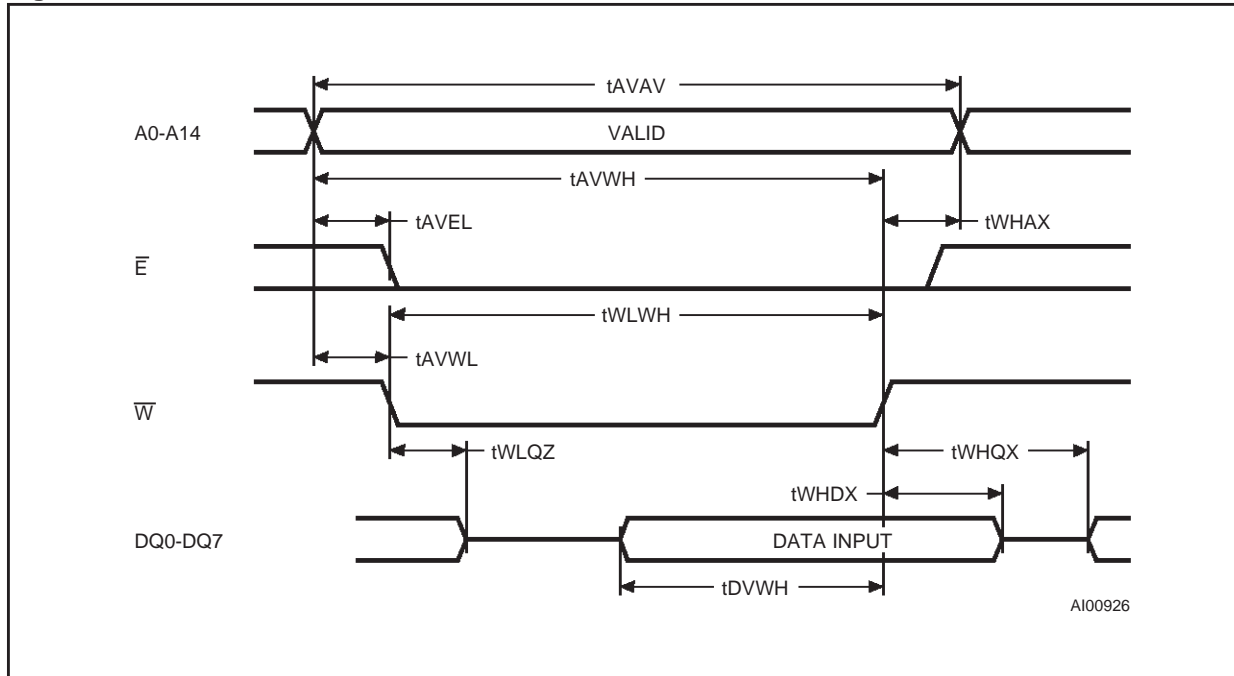 tAVAV
A0-A14
VALID
tAVWH
tAVEL
tWHAX
E̅
tWLWH
tAVWL
W̅
tWLQZ
tWHQX
tWHDX
DQ0-DQ7
DATA INPUT
tDVWH
AI00926